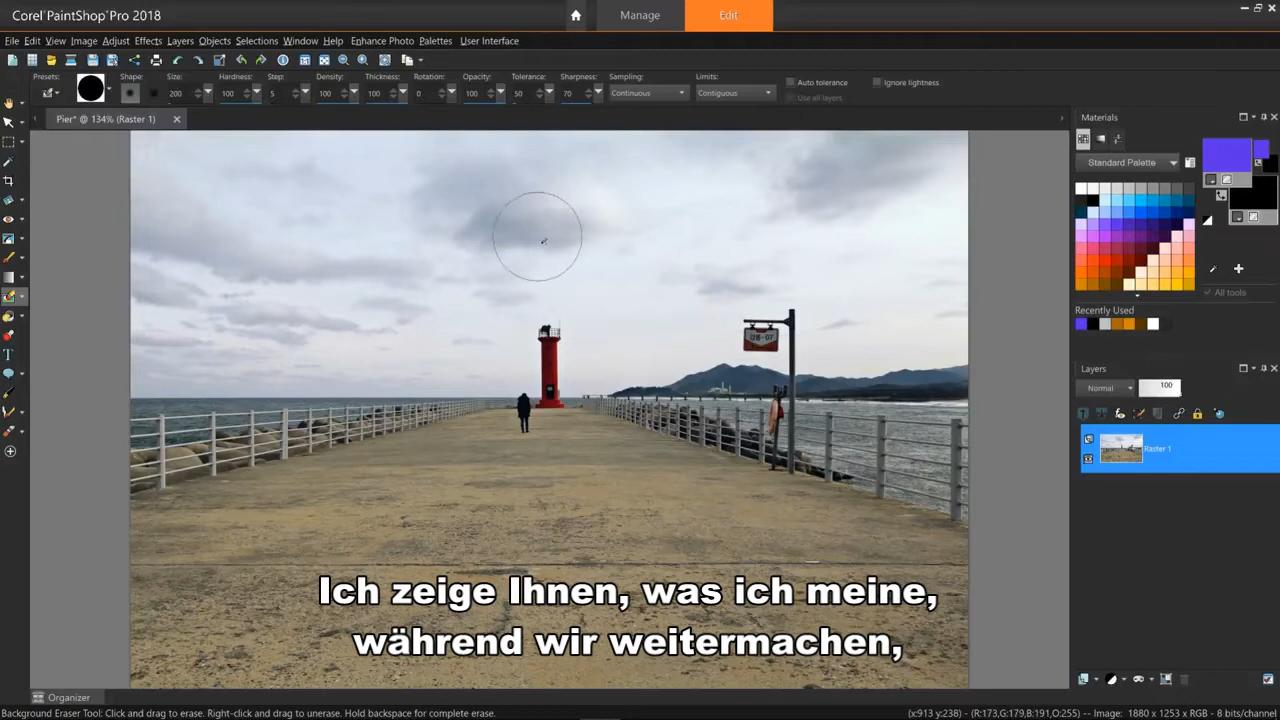 Corel PaintShop Pro 2018
Manage
Edit
File Edit View Image Adjust Effects Layers Objects Selections Window Help Enhance Photo Palettes User Interface
Presets: Shape: Size: Hardness: Step: Density: Thickness: Rotation: Opacity: Tolerance: Sharpness: Sampling: Limits:
Auto tolerance
Ignore lightness
200 100 5 100 100 0 100 50 70 Continuous Contiguous
Use all layers
Pier* @ 134% (Raster 1)
Materials
Standard Palette
All tools
Recently Used
Layers
Normal
100
Raster 1
Ich zeige Ihnen, was ich meine,
während wir weitermachen,
Organizer
Background Eraser Tool: Click and drag to erase. Right-click and drag to unerase. Hold backspace for complete erase.
(x:913 y:238) - (R:173,G:179,B:191,O:255) -- Image: 1880 x 1253 x RGB - 8 bits/channel